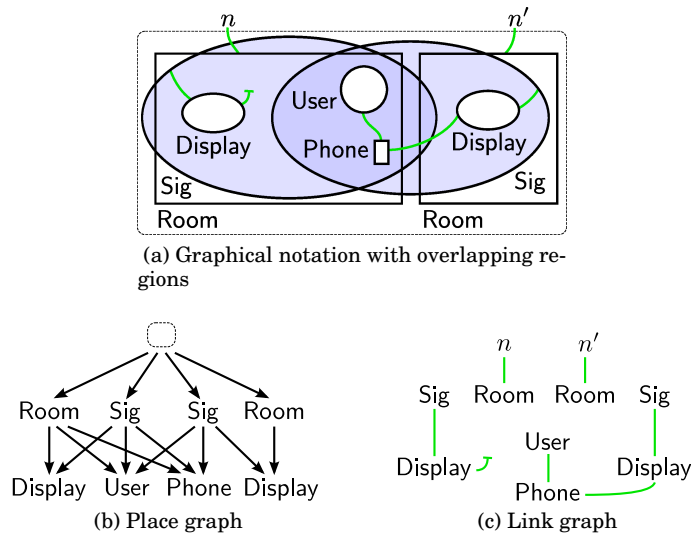 n n′
User
Display Phone Display
Sig Sig
Room Room
(a) Graphical notation with overlapping re-
gions
Room Sig Sig Room
Display User Phone Display
(b) Place graph
n n′
Sig Room Room Sig
User
Display Display
Phone
(c) Link graph